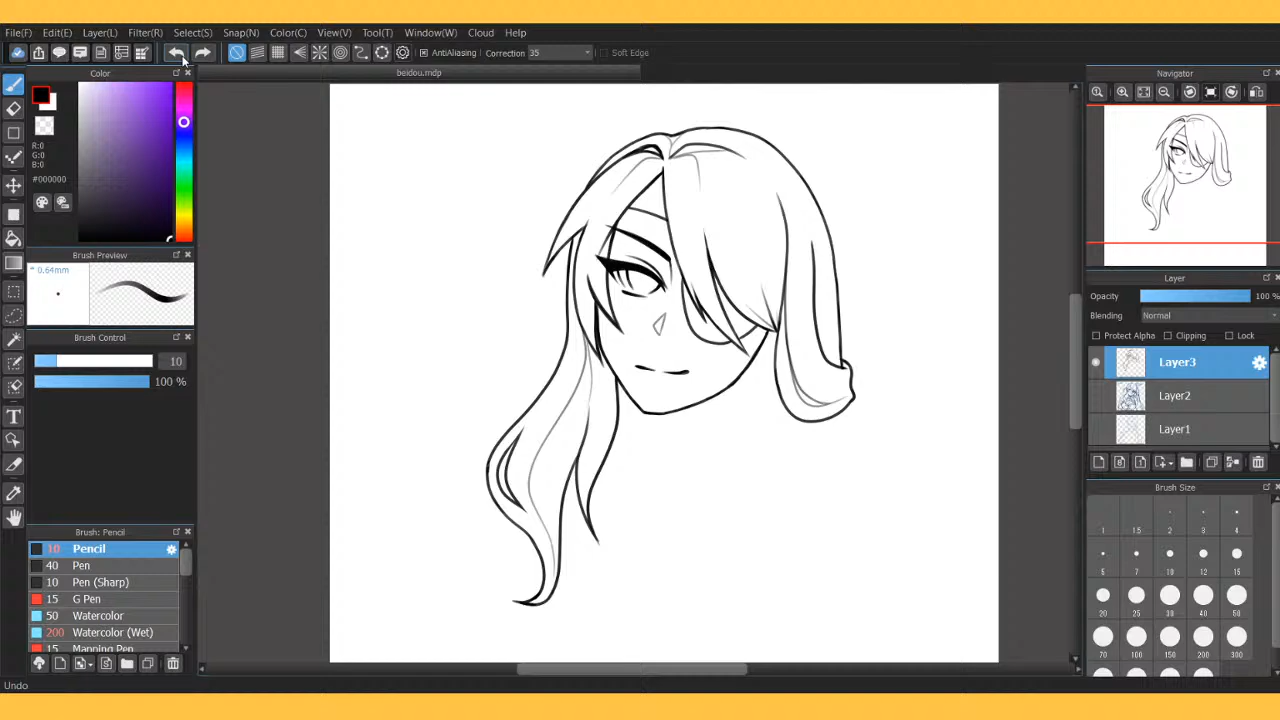 File(F) Edit(E) Layer(L) Filter(R) Select(S) Snap(N) Color(C) View(V) Tool(T) Window(W) Cloud Help
AntiAliasing Correction 35 Soft Edge
beidou.mdp
Color
R:0
G:0
B:0
#000000
Brush Preview
* 0.64mm
Brush Control
10
100 %
Brush: Pencil
10 Pencil
40 Pen
10 Pen (Sharp)
15 G Pen
50 Watercolor
200 Watercolor (Wet)
15 Mapping Pen
Undo
Navigator
Layer
Opacity 100 %
Blending Normal
Protect Alpha Clipping Lock
Layer3
Layer2
Layer1
Brush Size
1 1.5 2 3 4
5 7 10 12 15
20 25 30 40 50
70 100 150 200 300